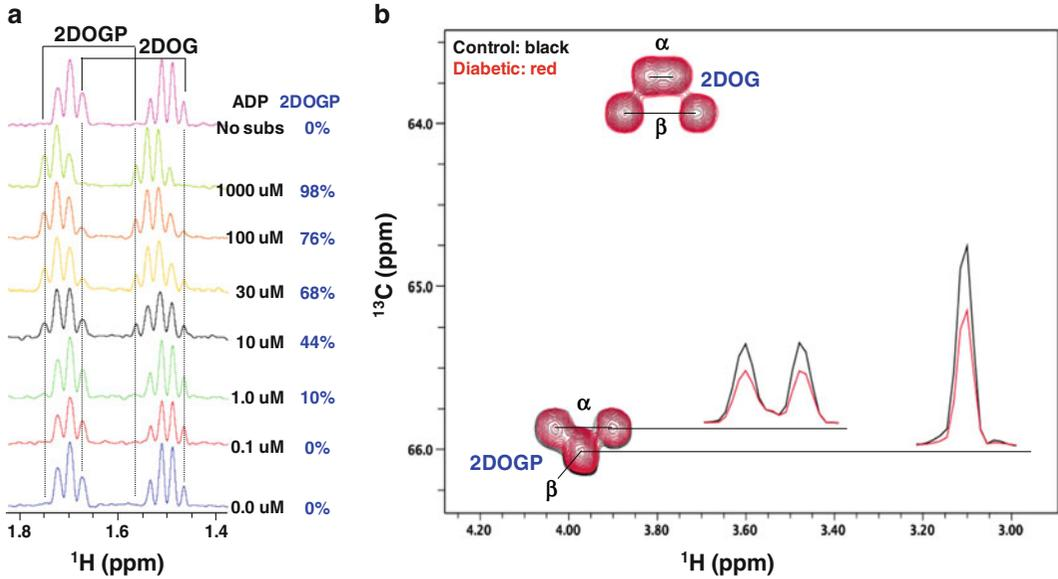 a
2DOGP
2DOG
ADP 2DOGP
No subs 0%
1000 uM 98%
100 uM 76%
30 uM 68%
10 uM 44%
1.0 uM 10%
0.1 uM 0%
0.0 uM 0%
1.8 1.6 1.4
¹H (ppm)
b
Control: black
Diabetic: red
α
2DOG
β
64.0
65.0
66.0
¹³C (ppm)
α
2DOGP
β
4.20 4.00 3.80 3.60 3.40 3.20 3.00
¹H (ppm)